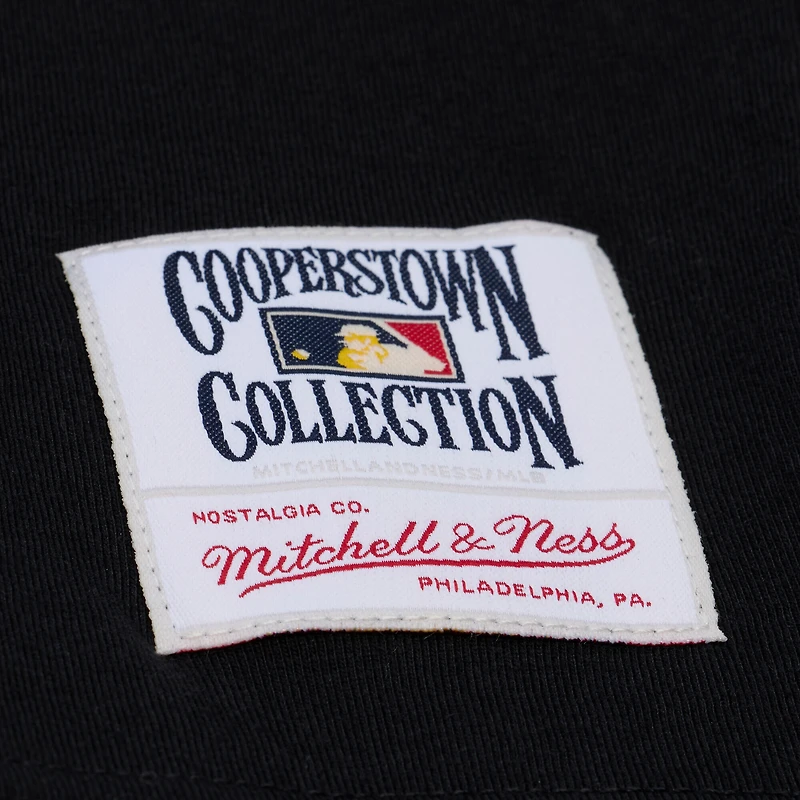 COOPERSTOWN
COLLECTION
MITCHELLANDNESS/MLB
NOSTALGIA CO.
Mitchell & Ness
PHILADELPHIA, PA.